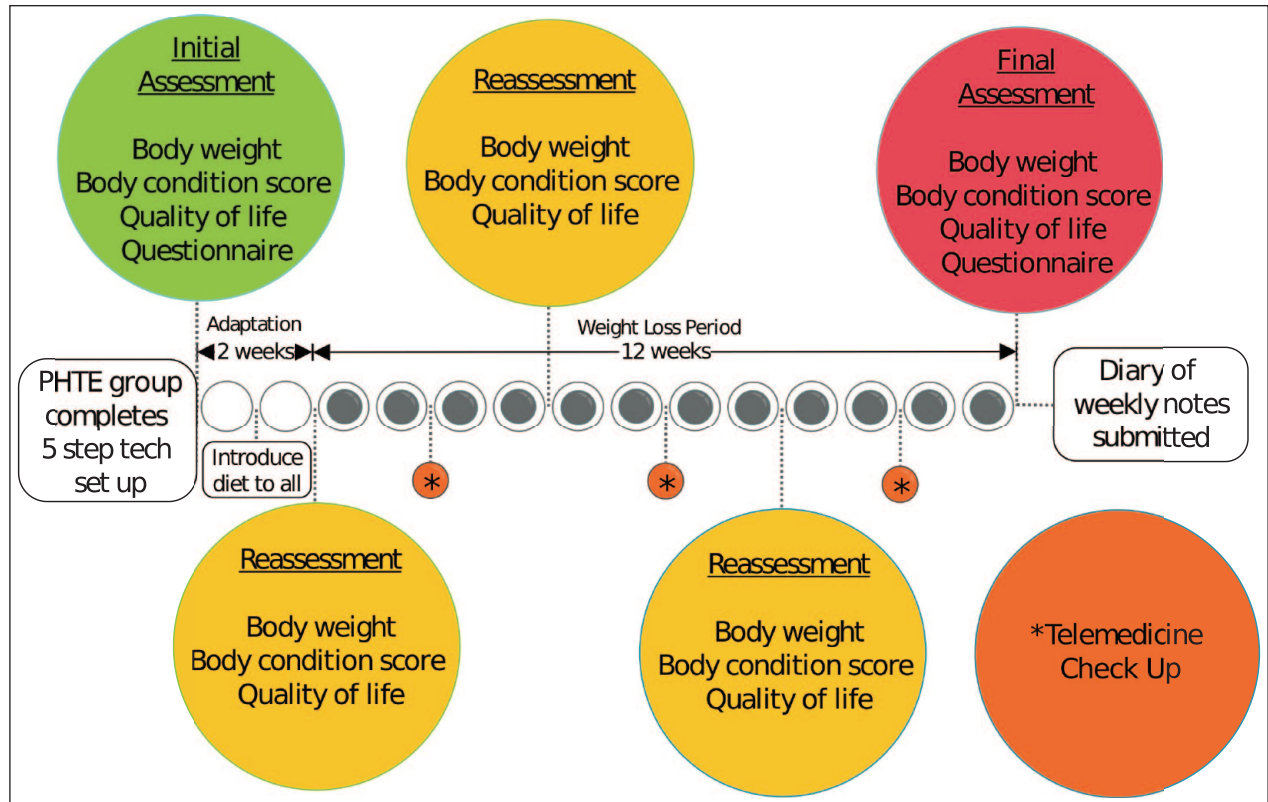 Initial
Assessment
Body weight
Body condition score
Quality of life
Questionnaire
Reassessment
Body weight
Body condition score
Quality of life
Final
Assessment
Body weight
Body condition score
Quality of life
Questionnaire
Adaptation
2 weeks
Weight Loss Period
12 weeks
PHTE group
completes
5 step tech
set up
Introduce
diet to all
*
*
*
Diary of
weekly notes
submitted
Reassessment
Body weight
Body condition score
Quality of life
Reassessment
Body weight
Body condition score
Quality of life
*Telemedicine
Check Up